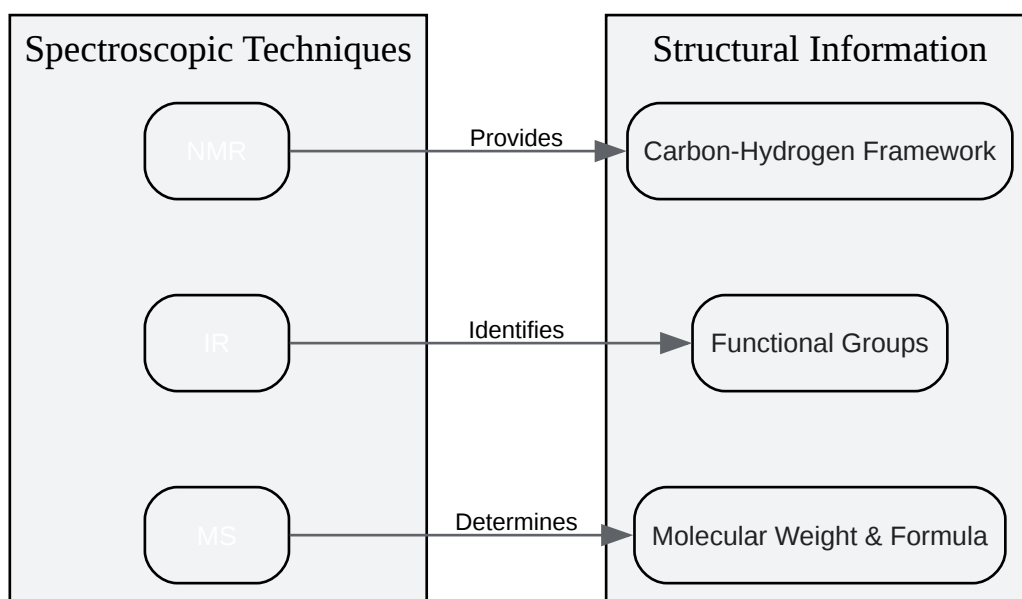 Spectroscopic Techniques
Structural Information
NMR
Provides
Carbon-Hydrogen Framework
IR
Identifies
Functional Groups
MS
Determines
Molecular Weight & Formula